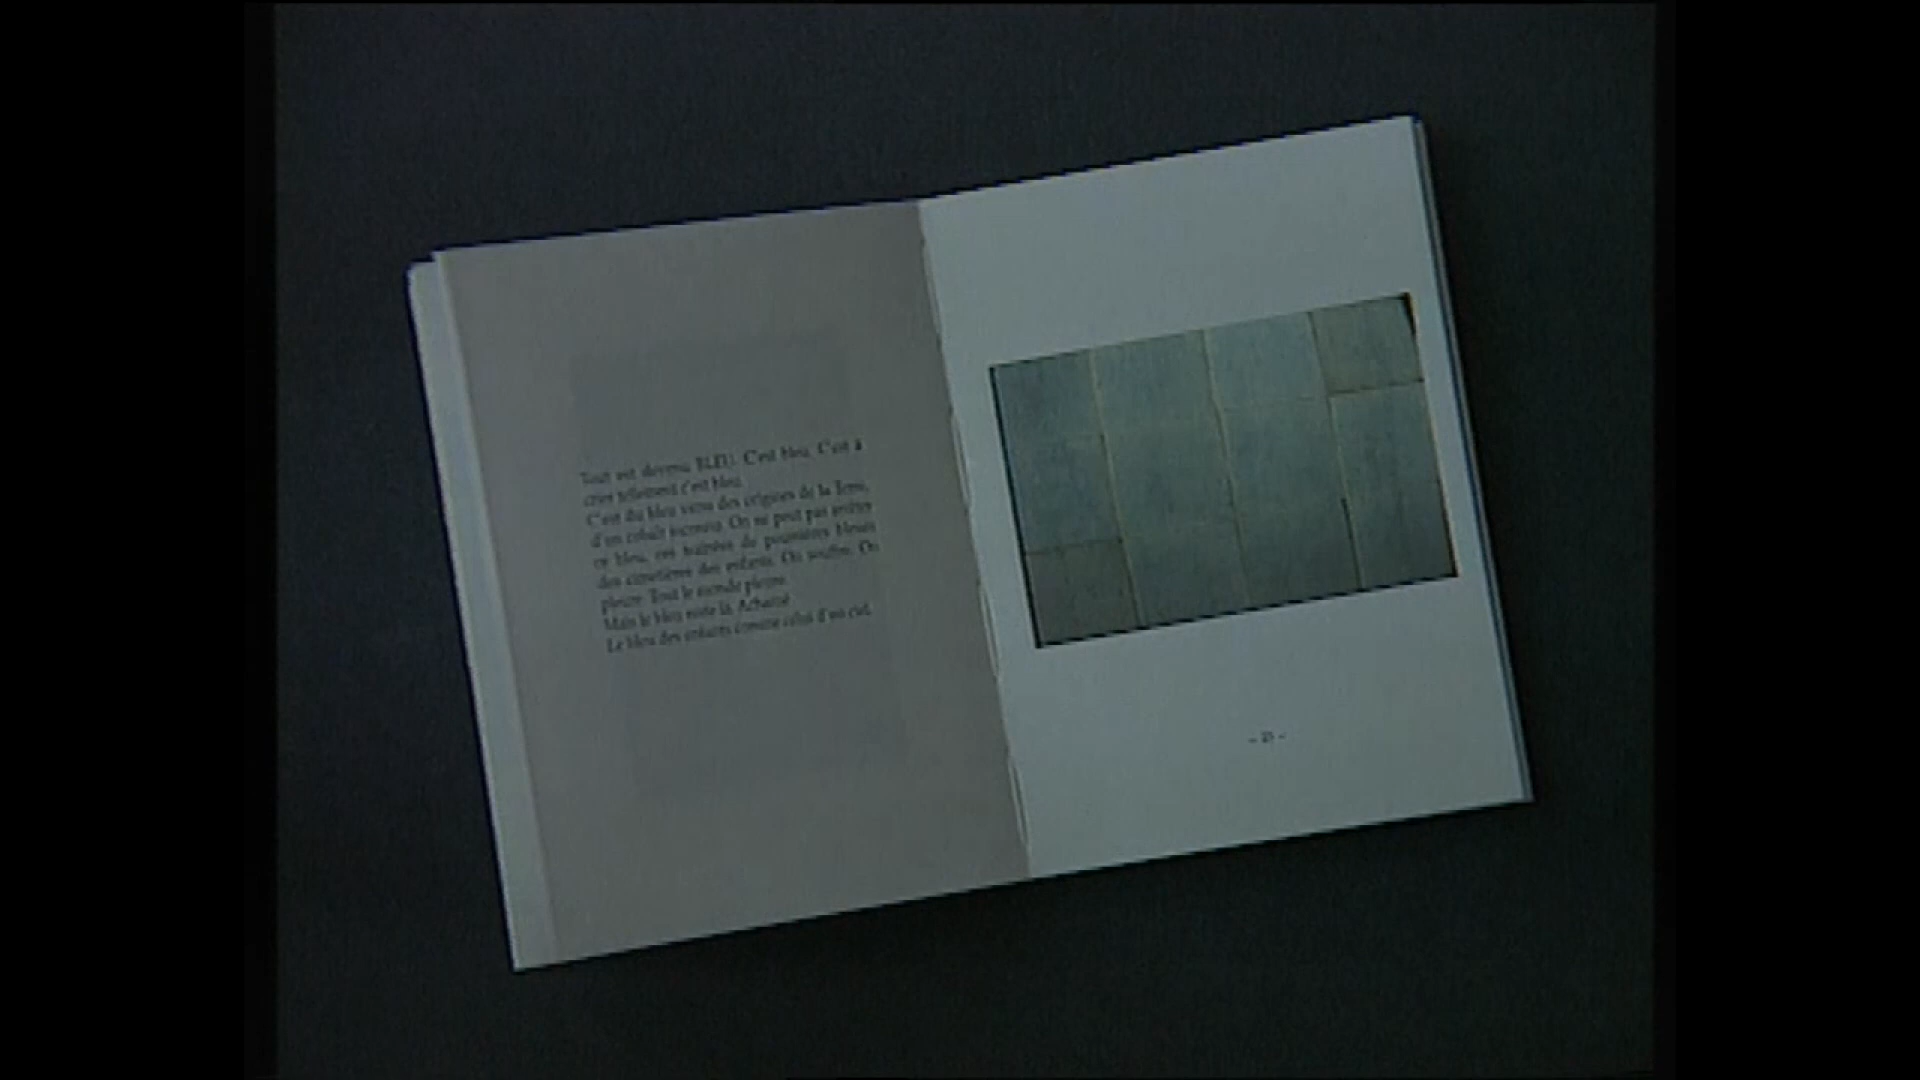 Tout est devenu BLEU. C'est bleu. C'est à
crier tellement c'est bleu.
C'est du bleu venu des origines de la Terre,
d'un cobalt inconnu. On ne peut pas arrêter
ce bleu, ces traînées de poussières bleues
des cimetières des enfants. On souffre. On
pleure. Tout le monde pleure.
Mais le bleu reste là. Acharné.
Le bleu des enfants comme celui d'un ciel.